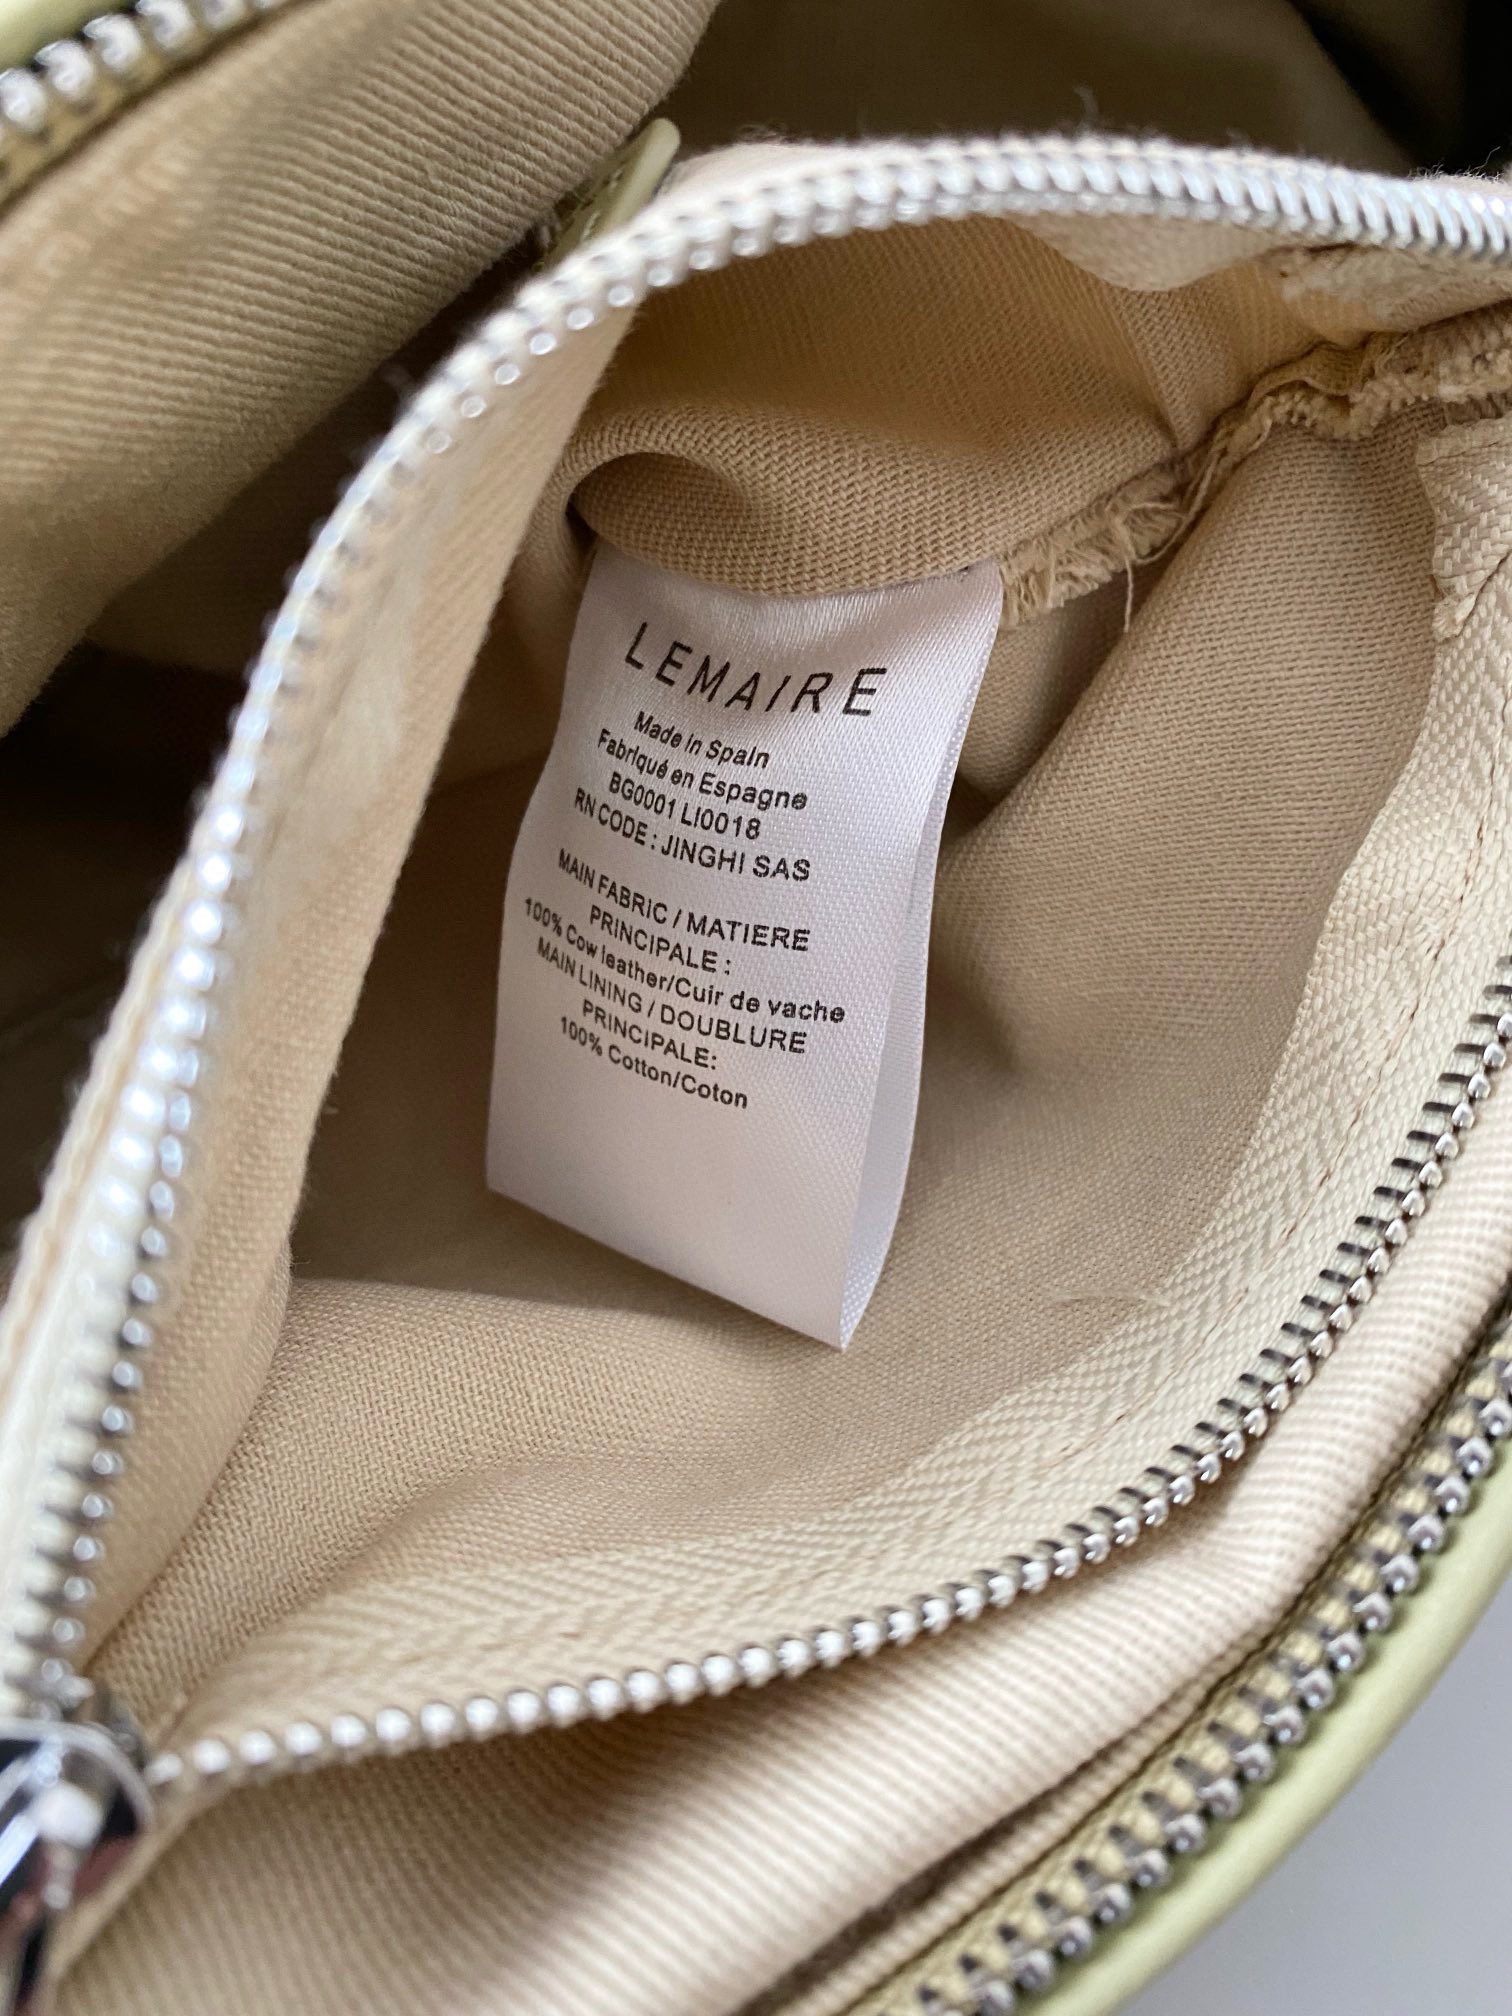 LEMAIRE
Made in Spain
Fabriqué en Espagne
BG0001 LI0018
RN CODE : JINGHI SAS
MAIN FABRIC / MATIERE
PRINCIPALE :
100% Cow leather/Cuir de vache
MAIN LINING / DOUBLURE
PRINCIPALE:
100% Cotton/Coton